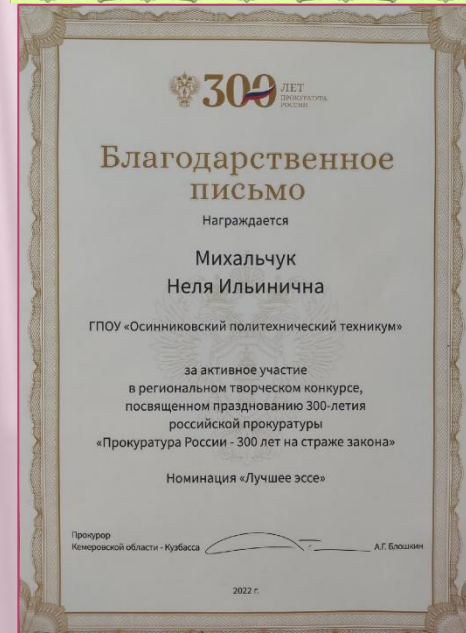 300 ЛЕТ
ПРОКУРАТУРА
РОССИИ
Благодарственное
письмо
Награждается
Михальчук
Неля Ильинична
ГПОУ «Осинниковский политехнический техникум»
за активное участие
в региональном творческом конкурсе,
посвященном празднованию 300-летия
российской прокуратуры
«Прокуратура России - 300 лет на страже закона»
Номинация «Лучшее эссе»
Прокурор
Кемеровской области - Кузбасса А.Г. Блошкин
2022 г.